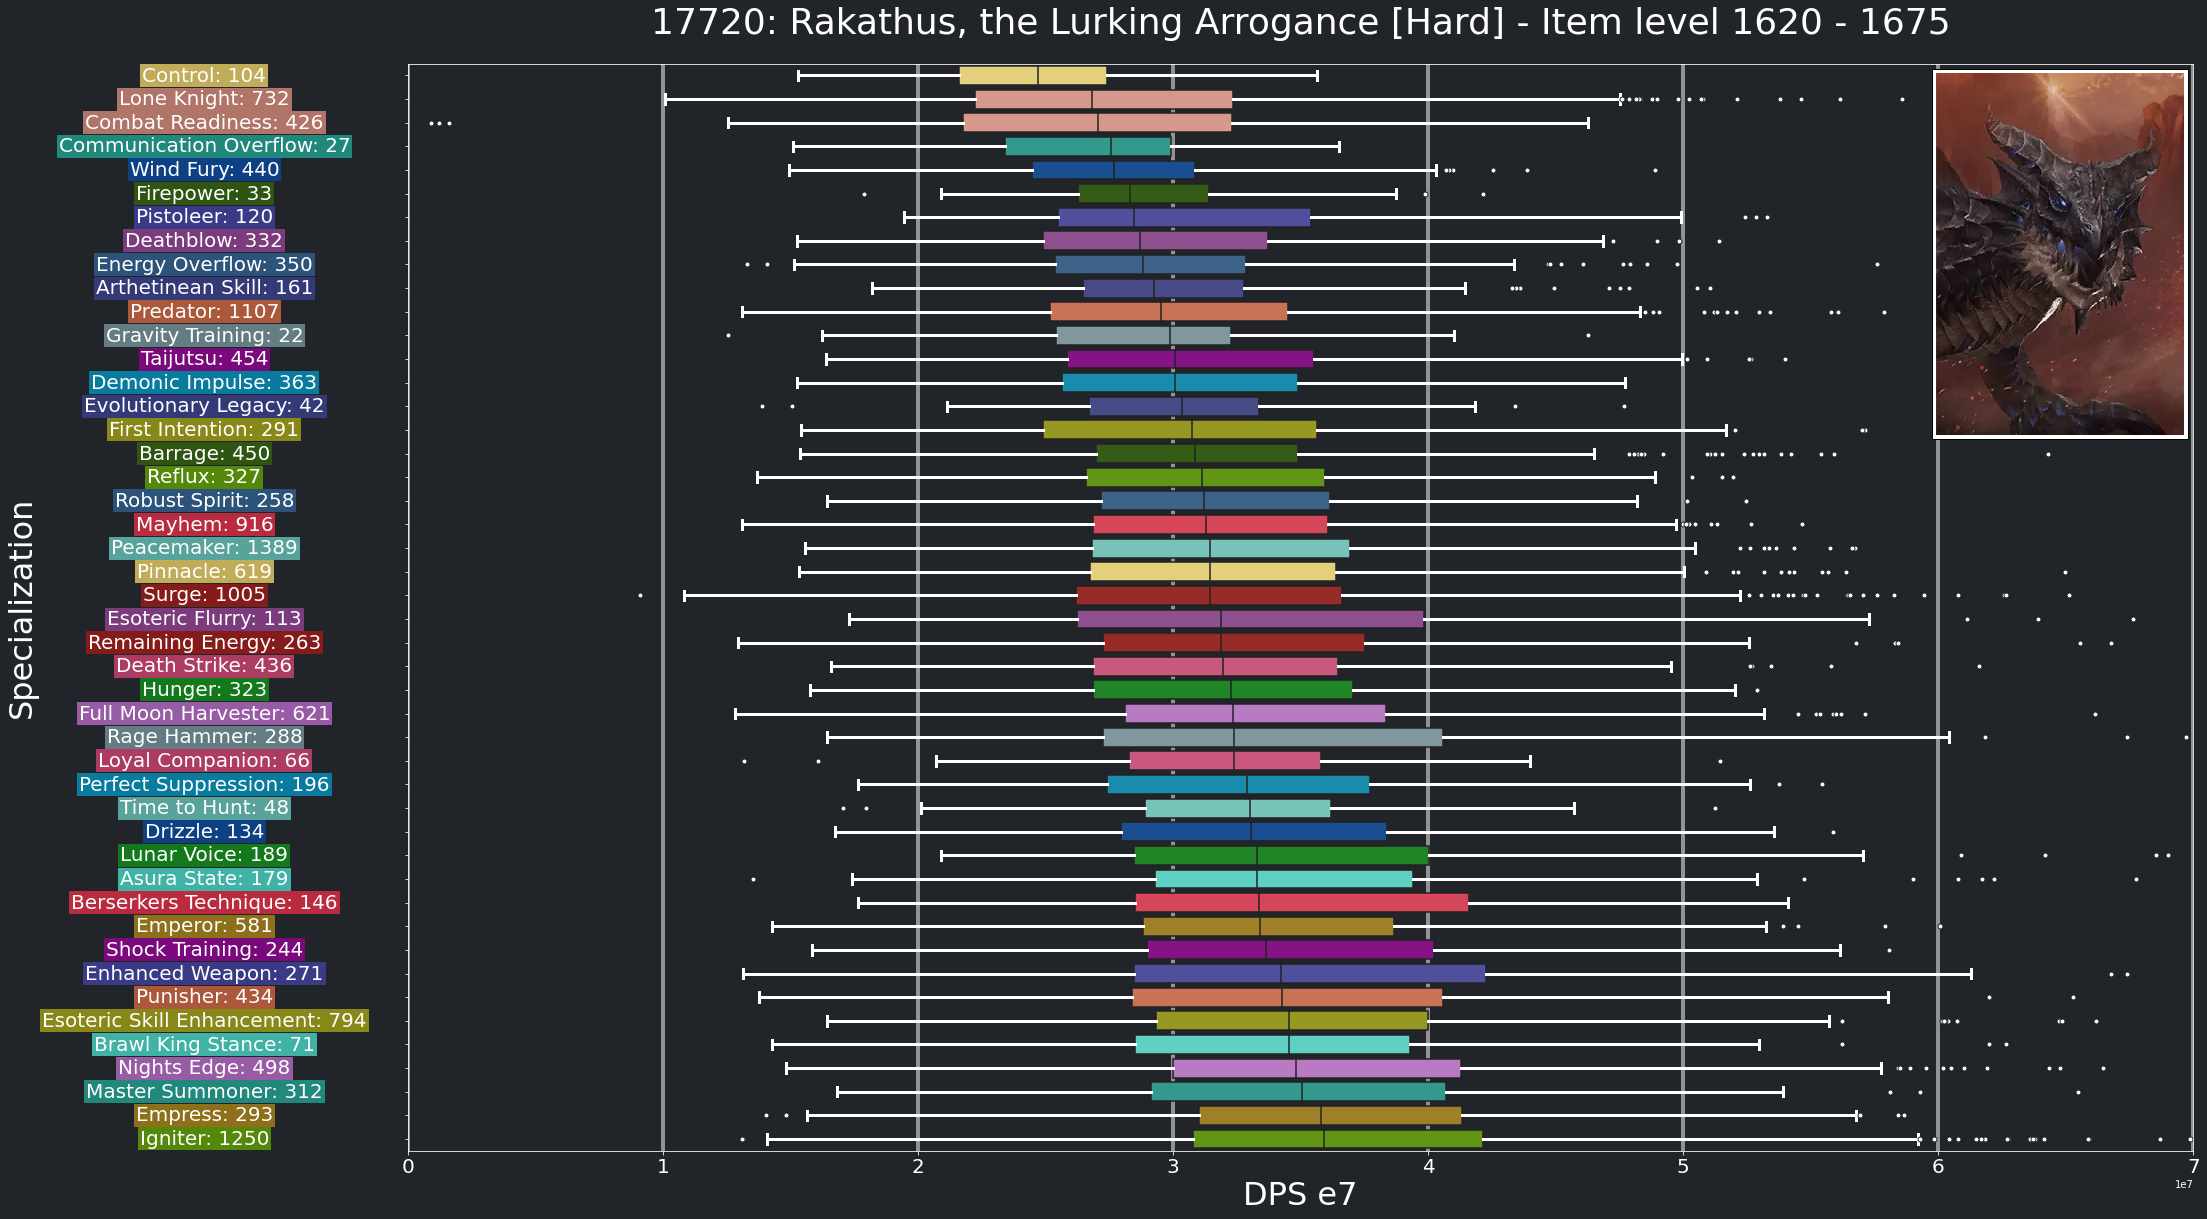 17720: Rakathus, the Lurking Arrogance [Hard] - Item level 1620 - 1675
Specialization
Control: 104
Lone Knight: 732
Combat Readiness: 426
Communication Overflow: 27
Wind Fury: 440
Firepower: 33
Pistoleer: 120
Deathblow: 332
Energy Overflow: 350
Arthetinean Skill: 161
Predator: 1107
Gravity Training: 22
Taijutsu: 454
Demonic Impulse: 363
Evolutionary Legacy: 42
First Intention: 291
Barrage: 450
Reflux: 327
Robust Spirit: 258
Mayhem: 916
Peacemaker: 1389
Pinnacle: 619
Surge: 1005
Esoteric Flurry: 113
Remaining Energy: 263
Death Strike: 436
Hunger: 323
Full Moon Harvester: 621
Rage Hammer: 288
Loyal Companion: 66
Perfect Suppression: 196
Time to Hunt: 48
Drizzle: 134
Lunar Voice: 189
Asura State: 179
Berserkers Technique: 146
Emperor: 581
Shock Training: 244
Enhanced Weapon: 271
Punisher: 434
Esoteric Skill Enhancement: 794
Brawl King Stance: 71
Nights Edge: 498
Master Summoner: 312
Empress: 293
Igniter: 1250
0 1 2 3 4 5 6 7
1e7
DPS e7